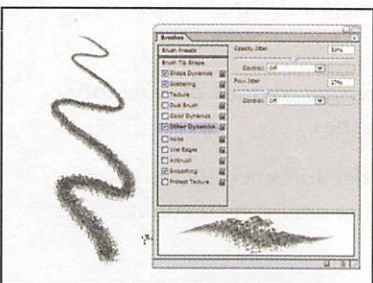 Brushes
Brush Presets
Opacity Jitter
Brush Tip Shape
Control: Off
Shape Dynamics
Flow Jitter
Scattering
Texture
Control: Off
Dual Brush
Color Dynamics
Other Dynamics
Noise
Wet Edges
Airbrush
Smoothing
Protect Texture